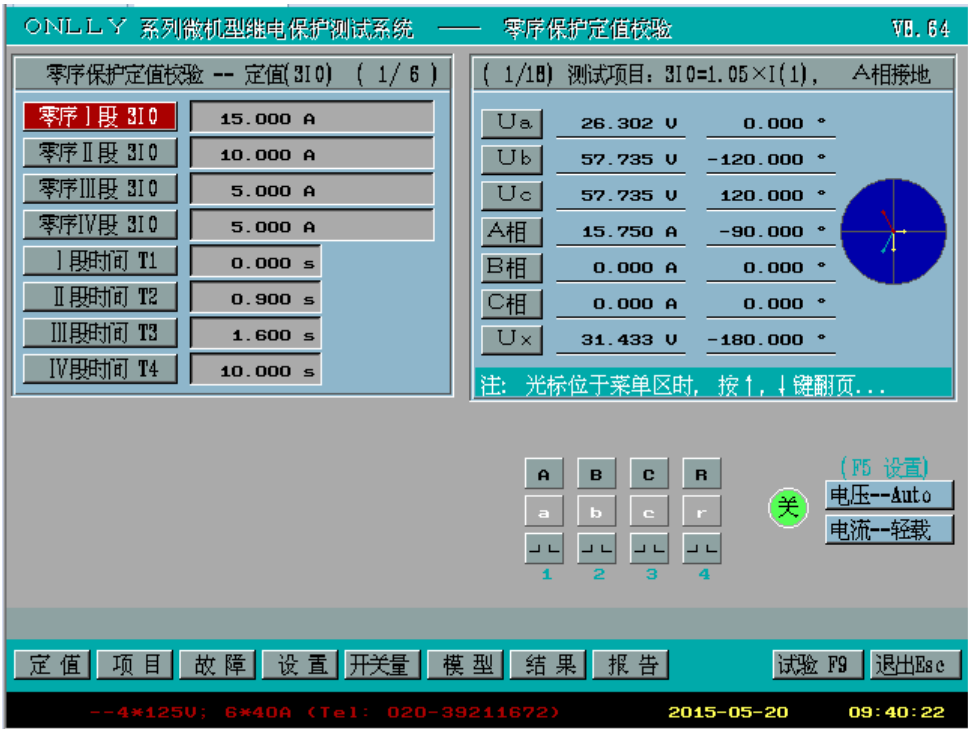 ONLLY 系列微机型继电保护测试系统 —— 零序保护定值校验 V8.64
零序保护定值校验 -- 定值(3I0) ( 1/ 6 )
零序Ⅰ段 3I0 15.000 A
零序Ⅱ段 3I0 10.000 A
零序Ⅲ段 3I0 5.000 A
零序Ⅳ段 3I0 5.000 A
Ⅰ段时间 T1 0.000 s
Ⅱ段时间 T2 0.900 s
Ⅲ段时间 T3 1.600 s
Ⅳ段时间 T4 10.000 s
( 1/18) 测试项目: 3I0=1.05×I(1), A相接地
Ua 26.302 V 0.000 °
Ub 57.735 V -120.000 °
Uc 57.735 V 120.000 °
A相 15.750 A -90.000 °
B相 0.000 A 0.000 °
C相 0.000 A 0.000 °
Ux 31.433 V -180.000 °
注: 光标位于菜单区时, 按↑,↓键翻页...
A B C R
a b c r
1 2 3 4
关
(F5 设置)
电压--Auto
电流--轻载
定值 项目 故障 设置 开关量 模型 结果 报告 试验 F9 退出Esc
--4*125V; 6*40A (Tel: 020-39211672) 2015-05-20 09:40:22